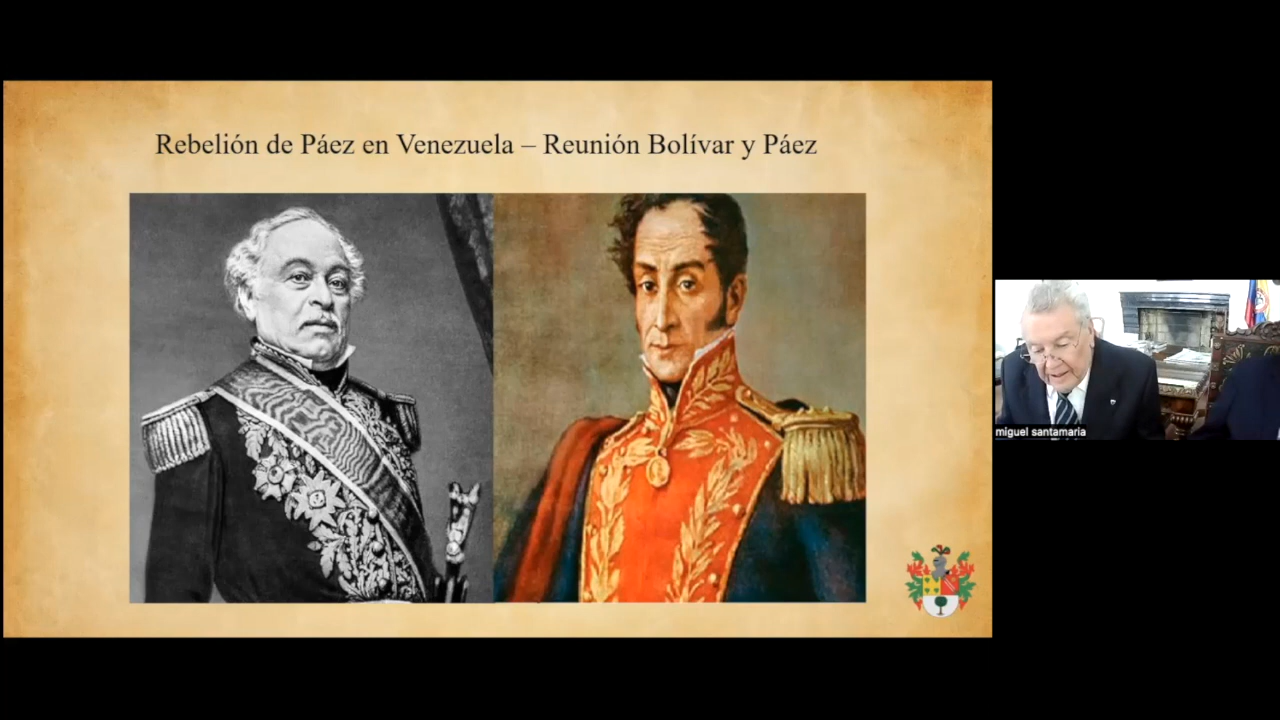 Rebelión de Páez en Venezuela – Reunión Bolívar y Páez
miguel santamaria